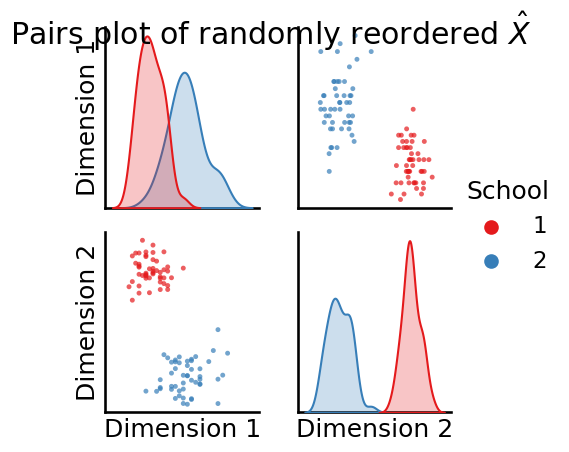 Pairs plot of randomly reordered X̂
Dimension 1
Dimension 2
Dimension 1
Dimension 2
School
1
2